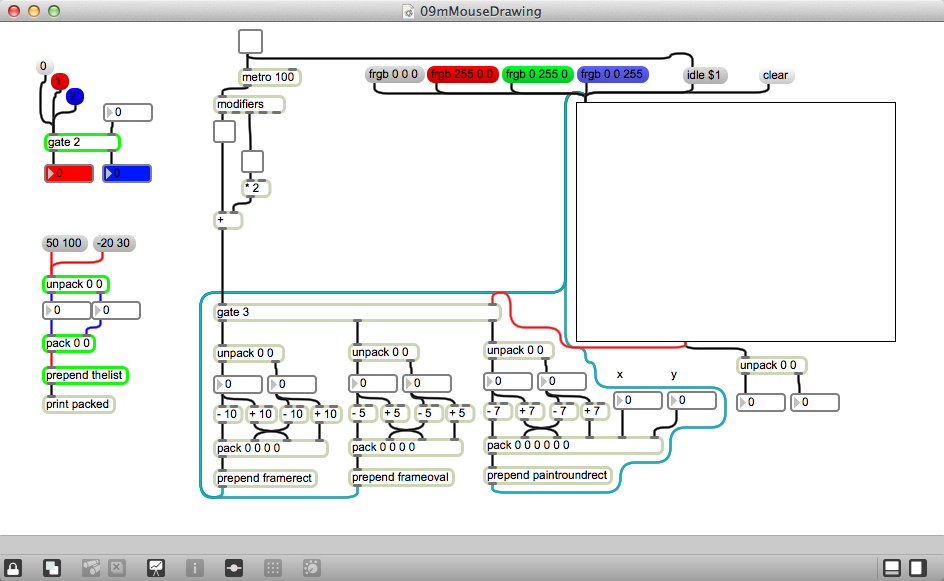 09mMouseDrawing
0
1
2
0
gate 2
0 0
metro 100
modifiers
* 2
+
frgb 0 0 0 frgb 255 0 0 frgb 0 255 0 frgb 0 0 255 idle $1 clear
50 100 -20 30
unpack 0 0
0 0
pack 0 0
prepend thelist
print packed
gate 3
unpack 0 0 unpack 0 0 unpack 0 0 unpack 0 0
x y
0 0 0 0 0 0 0 0 0 0
- 10 + 10 - 10 + 10 - 5 + 5 - 5 + 5 - 7 + 7 - 7 + 7
pack 0 0 0 0 pack 0 0 0 0 pack 0 0 0 0 0 0
prepend framerect prepend frameoval prepend paintroundrect